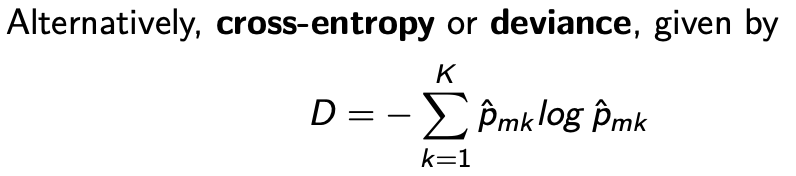 Alternatively, cross-entropy or deviance, given by
D = − ∑_{k=1}^{K} p̂_{mk} log p̂_{mk}